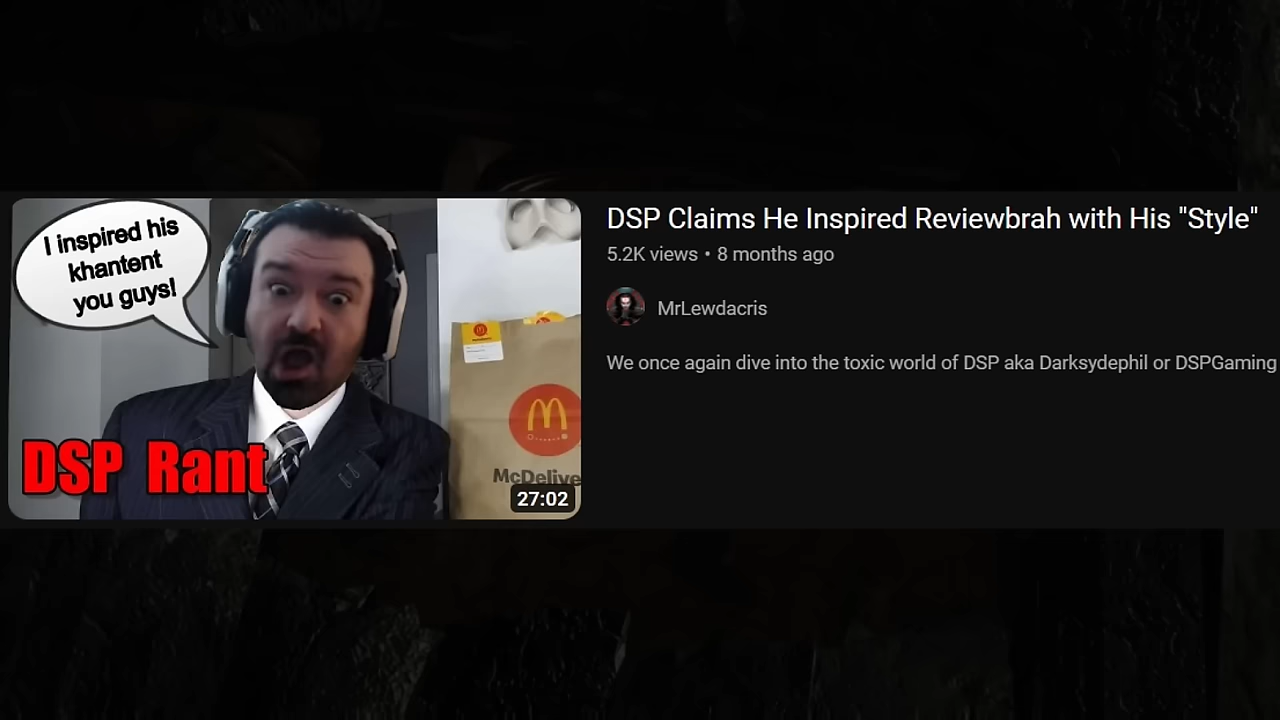 I inspired his
khantent
you guys!
DSP Rant
McDelive
27:02
DSP Claims He Inspired Reviewbrah with His "Style"
5.2K views • 8 months ago
MrLewdacris
We once again dive into the toxic world of DSP aka Darksydephil or DSPGaming